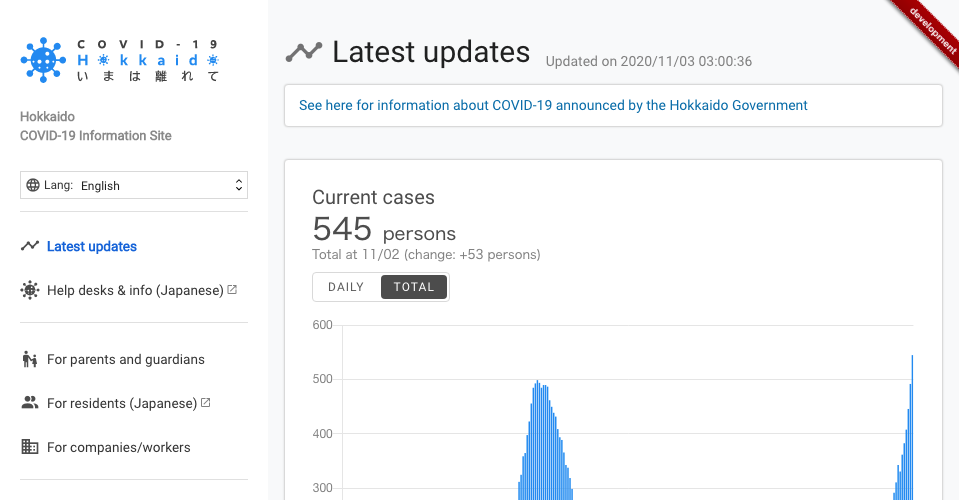 COVID-19
Hokkaido
いまは離れて
Hokkaido
COVID-19 Information Site
Lang: English
Latest updates
Help desks & info (Japanese)
For parents and guardians
For residents (Japanese)
For companies/workers
development
Latest updates
Updated on 2020/11/03 03:00:36
See here for information about COVID-19 announced by the Hokkaido Government
Current cases
545 persons
Total at 11/02 (change: +53 persons)
DAILY TOTAL
600
500
400
300